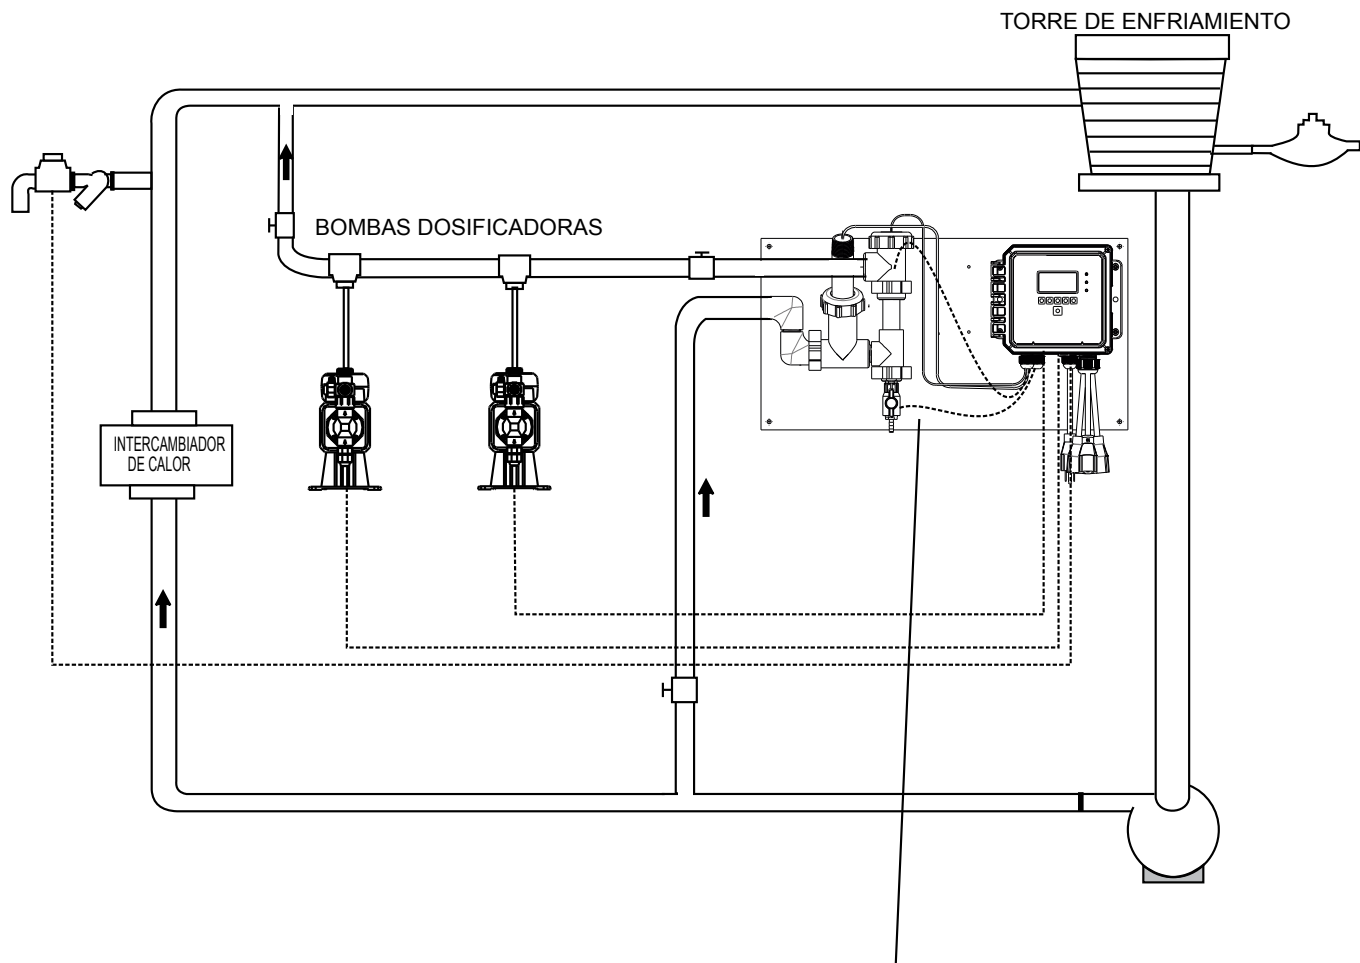 TORRE DE ENFRIAMIENTO
BOMBAS DOSIFICADORAS
INTERCAMBIADOR
DE CALOR